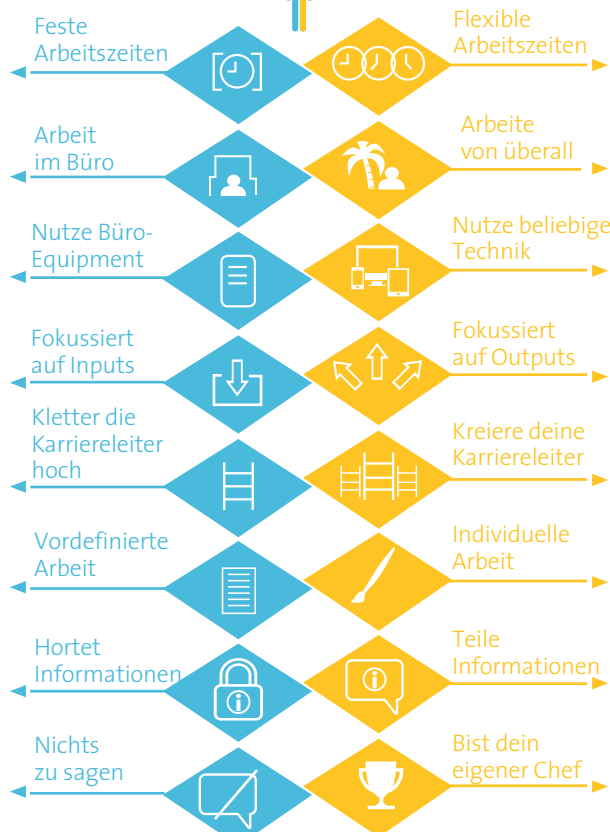 Feste
Arbeitszeiten
Flexible
Arbeitszeiten
Arbeit
im Büro
Arbeite
von überall
Nutze Büro-
Equipment
Nutze beliebige
Technik
Fokussiert
auf Inputs
Fokussiert
auf Outputs
Kletter die
Karriereleiter
hoch
Kreiere deine
Karriereleiter
Vordefinierte
Arbeit
Individuelle
Arbeit
Hortet
Informationen
Teile
Informationen
Nichts
zu sagen
Bist dein
eigener Chef